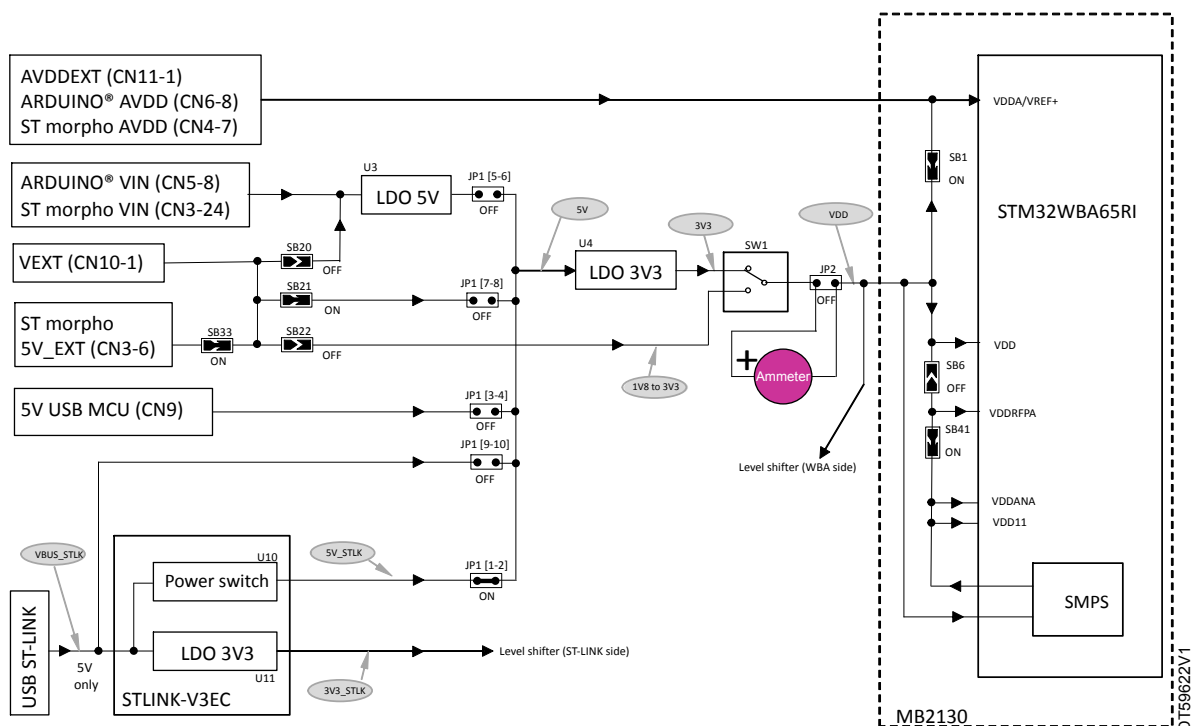 AVDDEXT (CN11-1)
ARDUINO® AVDD (CN6-8)
ST morpho AVDD (CN4-7)
VDDA/VREF+
SB1
ON
STM32WBA65RI
ARDUINO® VIN (CN5-8)
ST morpho VIN (CN3-24)
U3
LDO 5V
JP1 [5-6]
OFF
5V
U4
LDO 3V3
3V3
SW1
VDD
JP2
OFF
VEXT (CN10-1)
SB20
OFF
SB21
ON
JP1 [7-8]
OFF
ST morpho
5V_EXT (CN3-6)
SB33
ON
SB22
OFF
1V8 to 3V3
+
Ammeter
VDD
SB6
OFF
VDDRFPA
SB41
ON
5V USB MCU (CN9)
JP1 [3-4]
OFF
JP1 [9-10]
OFF
Level shifter (WBA side)
VDDANA
VDD11
VBUS_STLK
U10
Power switch
5V_STLK
JP1 [1-2]
ON
SMPS
USB ST-LINK
5V
only
LDO 3V3
U11
STLINK-V3EC
3V3_STLK
Level shifter (ST-LINK side)
MB2130
DT59622V1